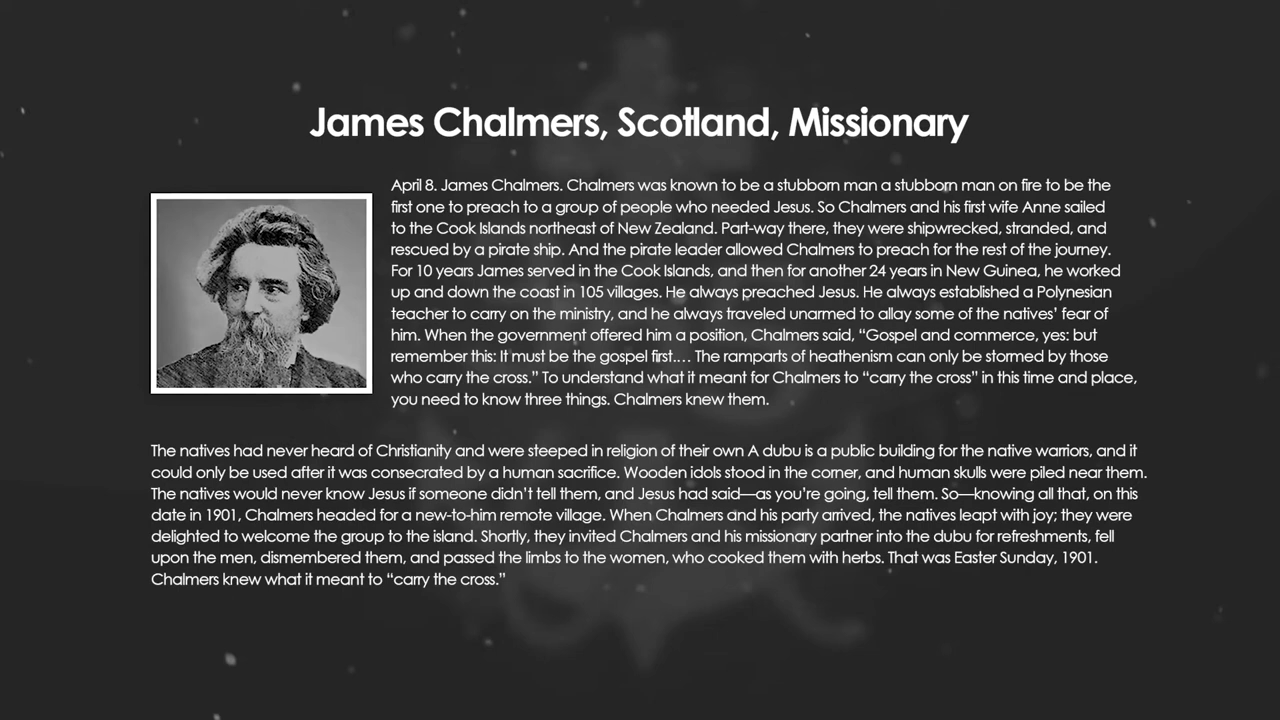 James Chalmers, Scotland, Missionary
April 8. James Chalmers. Chalmers was known to be a stubborn man a stubborn man on fire to be the
first one to preach to a group of people who needed Jesus. So Chalmers and his first wife Anne sailed
to the Cook Islands northeast of New Zealand. Part-way there, they were shipwrecked, stranded, and
rescued by a pirate ship. And the pirate leader allowed Chalmers to preach for the rest of the journey.
For 10 years James served in the Cook Islands, and then for another 24 years in New Guinea, he worked
up and down the coast in 105 villages. He always preached Jesus. He always established a Polynesian
teacher to carry on the ministry, and he always traveled unarmed to allay some of the natives' fear of
him. When the government offered him a position, Chalmers said, “Gospel and commerce, yes: but
remember this: It must be the gospel first.... The ramparts of heathenism can only be stormed by those
who carry the cross.” To understand what it meant for Chalmers to “carry the cross” in this time and place,
you need to know three things. Chalmers knew them.
The natives had never heard of Christianity and were steeped in religion of their own A dubu is a public building for the native warriors, and it
could only be used after it was consecrated by a human sacrifice. Wooden idols stood in the corner, and human skulls were piled near them.
The natives would never know Jesus if someone didn't tell them, and Jesus had said—as you're going, tell them. So—knowing all that, on this
date in 1901, Chalmers headed for a new-to-him remote village. When Chalmers and his party arrived, the natives leapt with joy; they were
delighted to welcome the group to the island. Shortly, they invited Chalmers and his missionary partner into the dubu for refreshments, fell
upon the men, dismembered them, and passed the limbs to the women, who cooked them with herbs. That was Easter Sunday, 1901.
Chalmers knew what it meant to “carry the cross.”